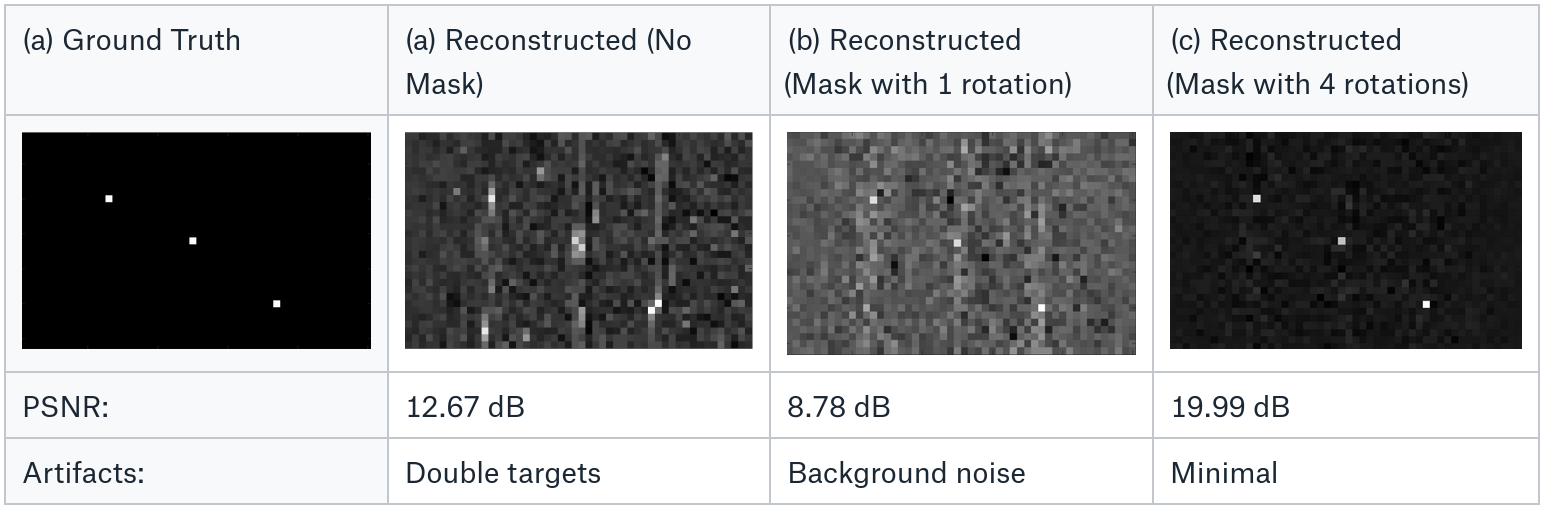 (a) Ground Truth
(a) Reconstructed (No
Mask)
(b) Reconstructed
(Mask with 1 rotation)
(c) Reconstructed
(Mask with 4 rotations)
PSNR:
12.67 dB
8.78 dB
19.99 dB
Artifacts:
Double targets
Background noise
Minimal